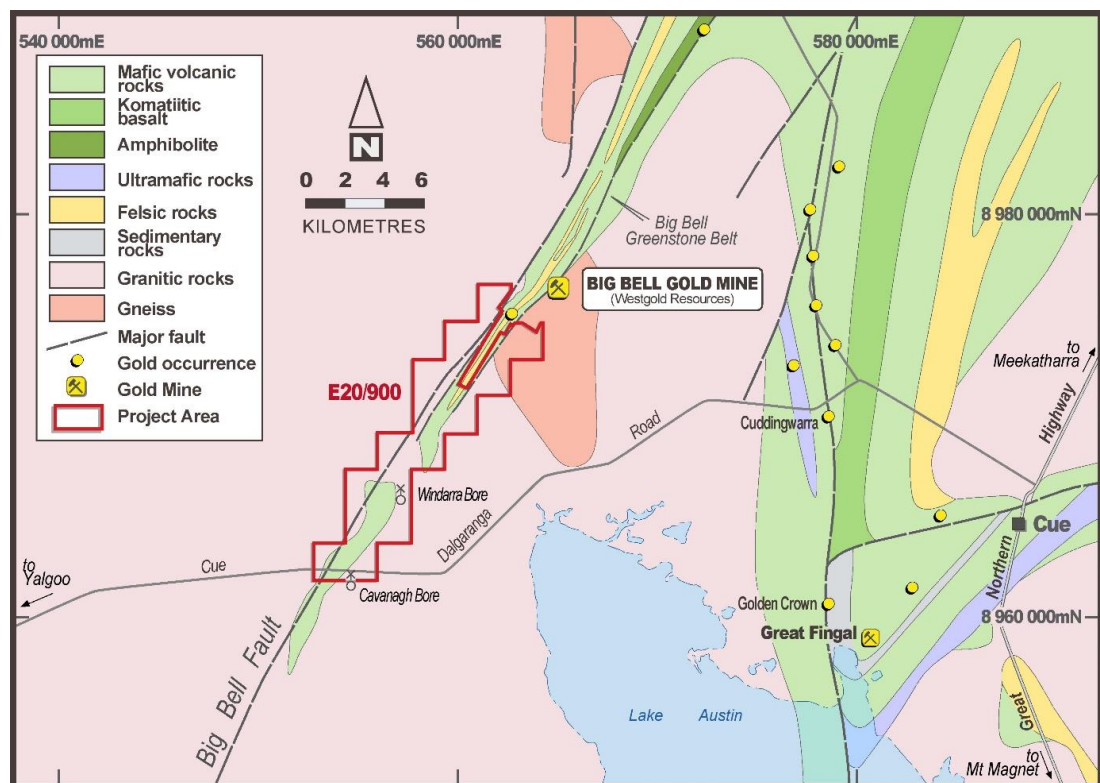 540 000mE
560 000mE
580 000mE
Mafic volcanic
rocks
Komatiitic
basalt
Amphibolite
Ultramafic rocks
Felsic rocks
Sedimentary
rocks
Granitic rocks
Gneiss
Major fault
Gold occurrence
Gold Mine
Project Area
N
0 2 4 6
KILOMETRES
8 980 000mN
Big Bell
Greenstone Belt
BIG BELL GOLD MINE
(Westgold Resources)
to
Meekatharra
E20/900
Cuddingwarra
Road
Highway
Windarra Bore
Dalgaranga
Cue
Northern
to
Yalgoo
Cue
Cavanagh Bore
Golden Crown
8 960 000mN
Great Fingal
Big Bell Fault
Lake Austin
Great
to
Mt Magnet